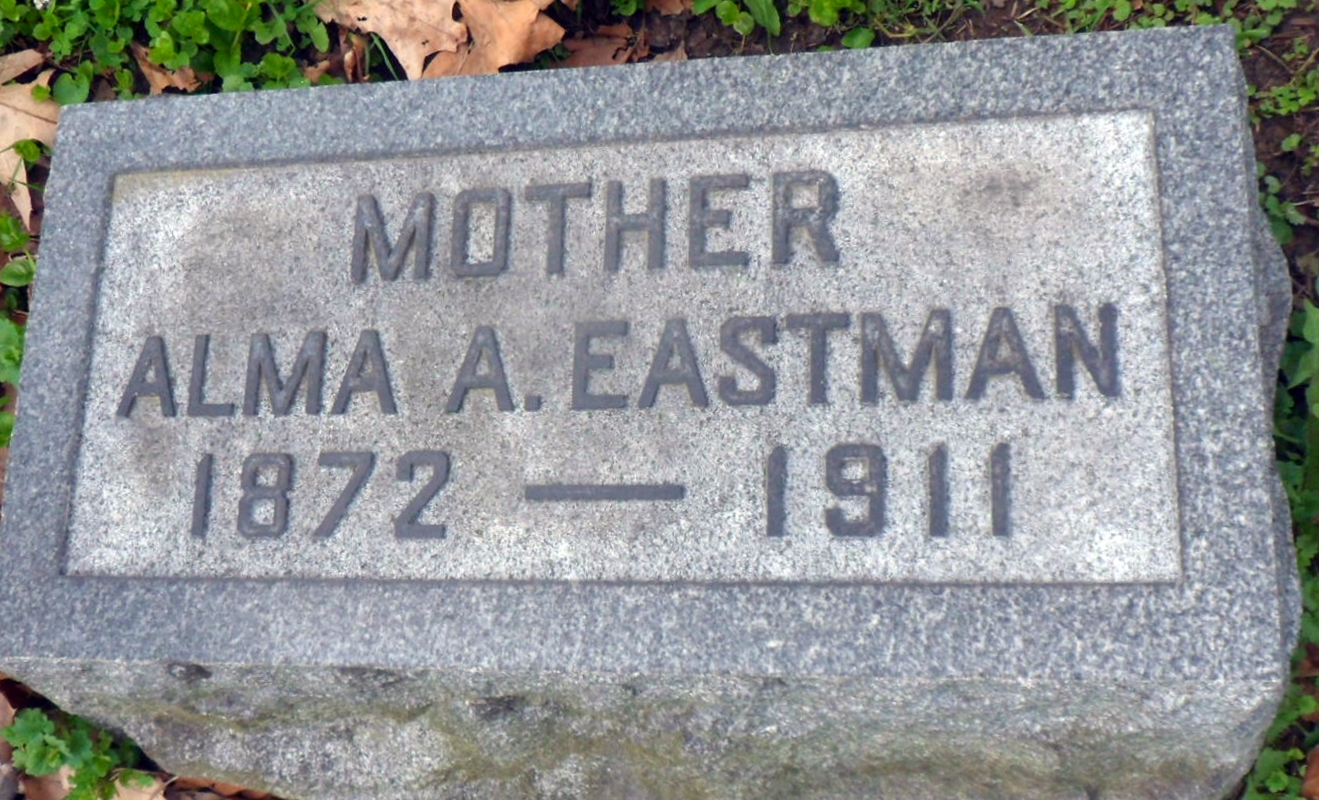 MOTHER
ALMA A. EASTMAN
1872 — 1911